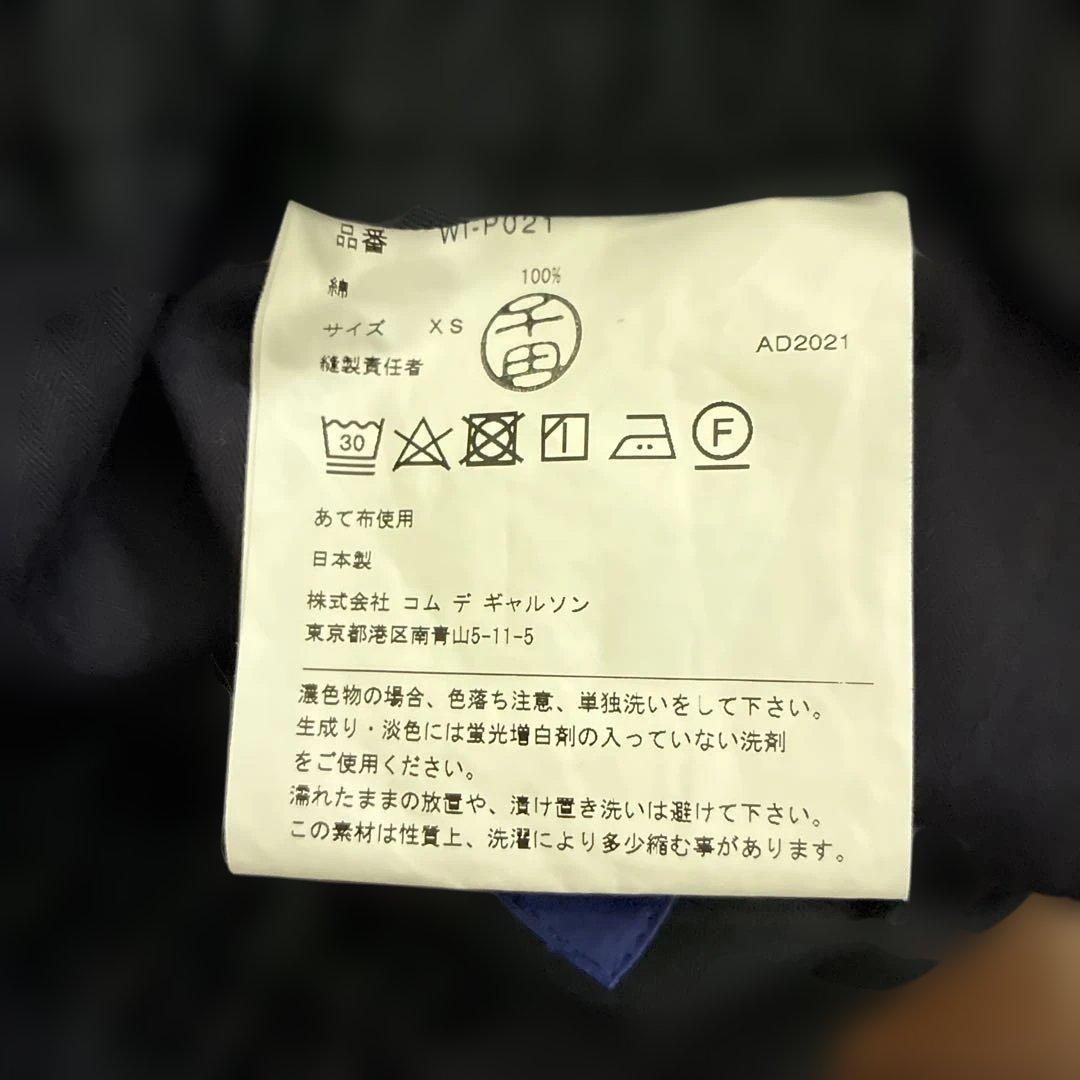 品番 WI-P021
綿 100%
サイズ XS
縫製責任者 千田
AD2021
30
F
あて布使用
日本製
株式会社 コム デ ギャルソン
東京都港区南青山5-11-5
濃色物の場合、色落ち注意、単独洗いをして下さい。
生成り・淡色には蛍光増白剤の入っていない洗剤
をご使用ください。
濡れたままの放置や、漬け置き洗いは避けて下さい。
この素材は性質上、洗濯により多少縮む事があります。